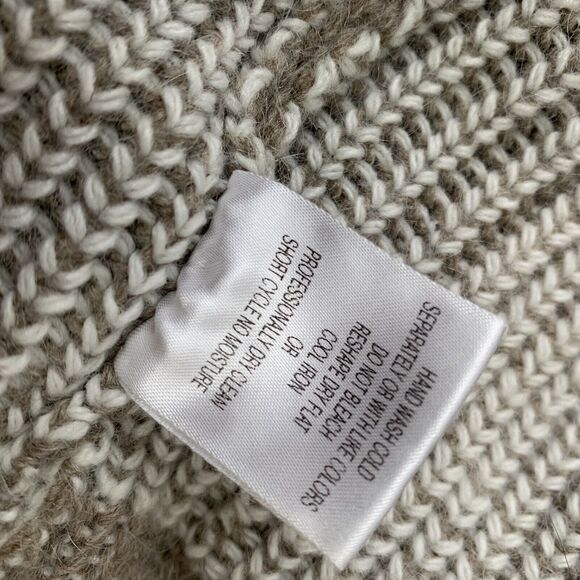 HAND WASH COLD
SEPARATELY OR WITH LIKE COLORS
DO NOT BLEACH
RESHAPE DRY FLAT
COOL IRON
OR
PROFESSIONALLY DRY CLEAN
SHORT CYCLE NO MOISTURE